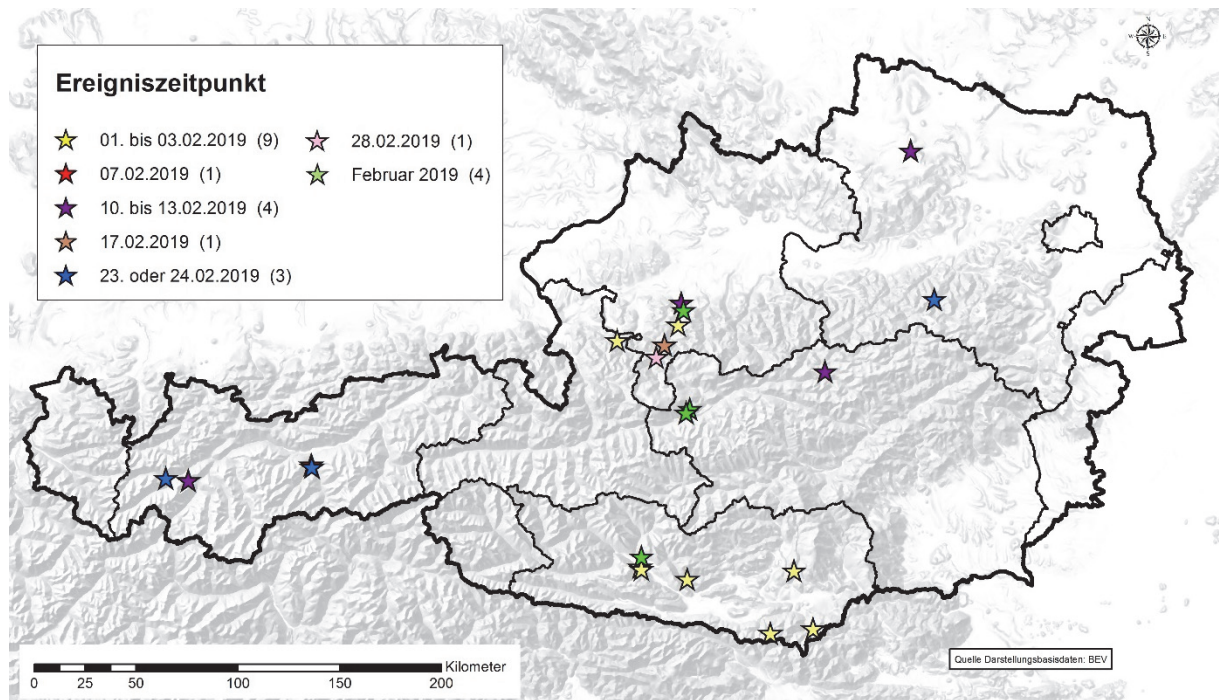 Ereigniszeitpunkt
01. bis 03.02.2019 (9)
07.02.2019 (1)
10. bis 13.02.2019 (4)
17.02.2019 (1)
23. oder 24.02.2019 (3)
28.02.2019 (1)
Februar 2019 (4)
N
W E
S
Quelle Darstellungsbasisdaten: BEV
Kilometer
0 25 50 100 150 200